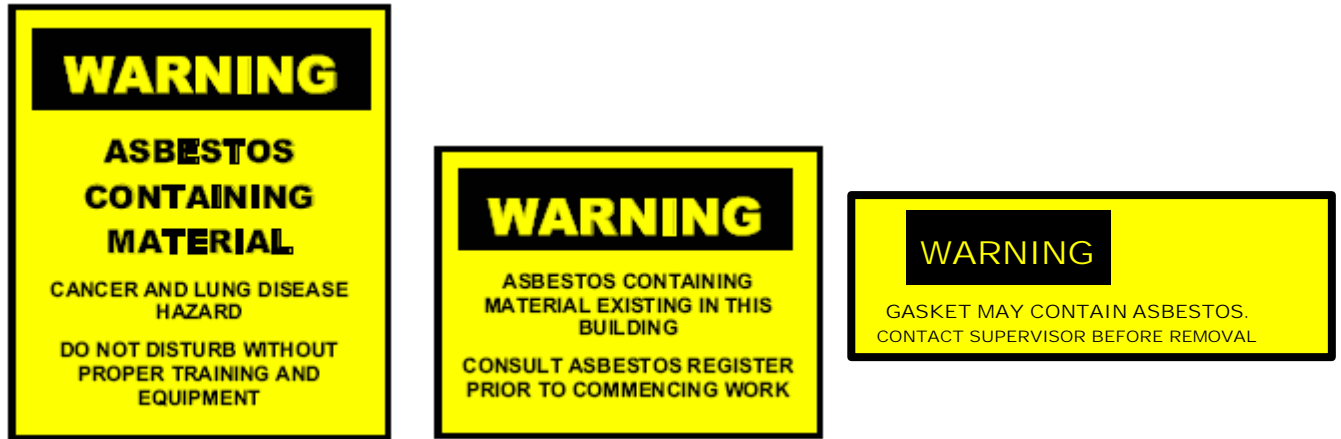 WARNING
ASBESTOS
CONTAINING
MATERIAL
CANCER AND LUNG DISEASE
HAZARD
DO NOT DISTURB WITHOUT
PROPER TRAINING AND
EQUIPMENT
WARNING
ASBESTOS CONTAINING
MATERIAL EXISTING IN THIS
BUILDING
CONSULT ASBESTOS REGISTER
PRIOR TO COMMENCING WORK
WARNING
GASKET MAY CONTAIN ASBESTOS.
CONTACT SUPERVISOR BEFORE REMOVAL